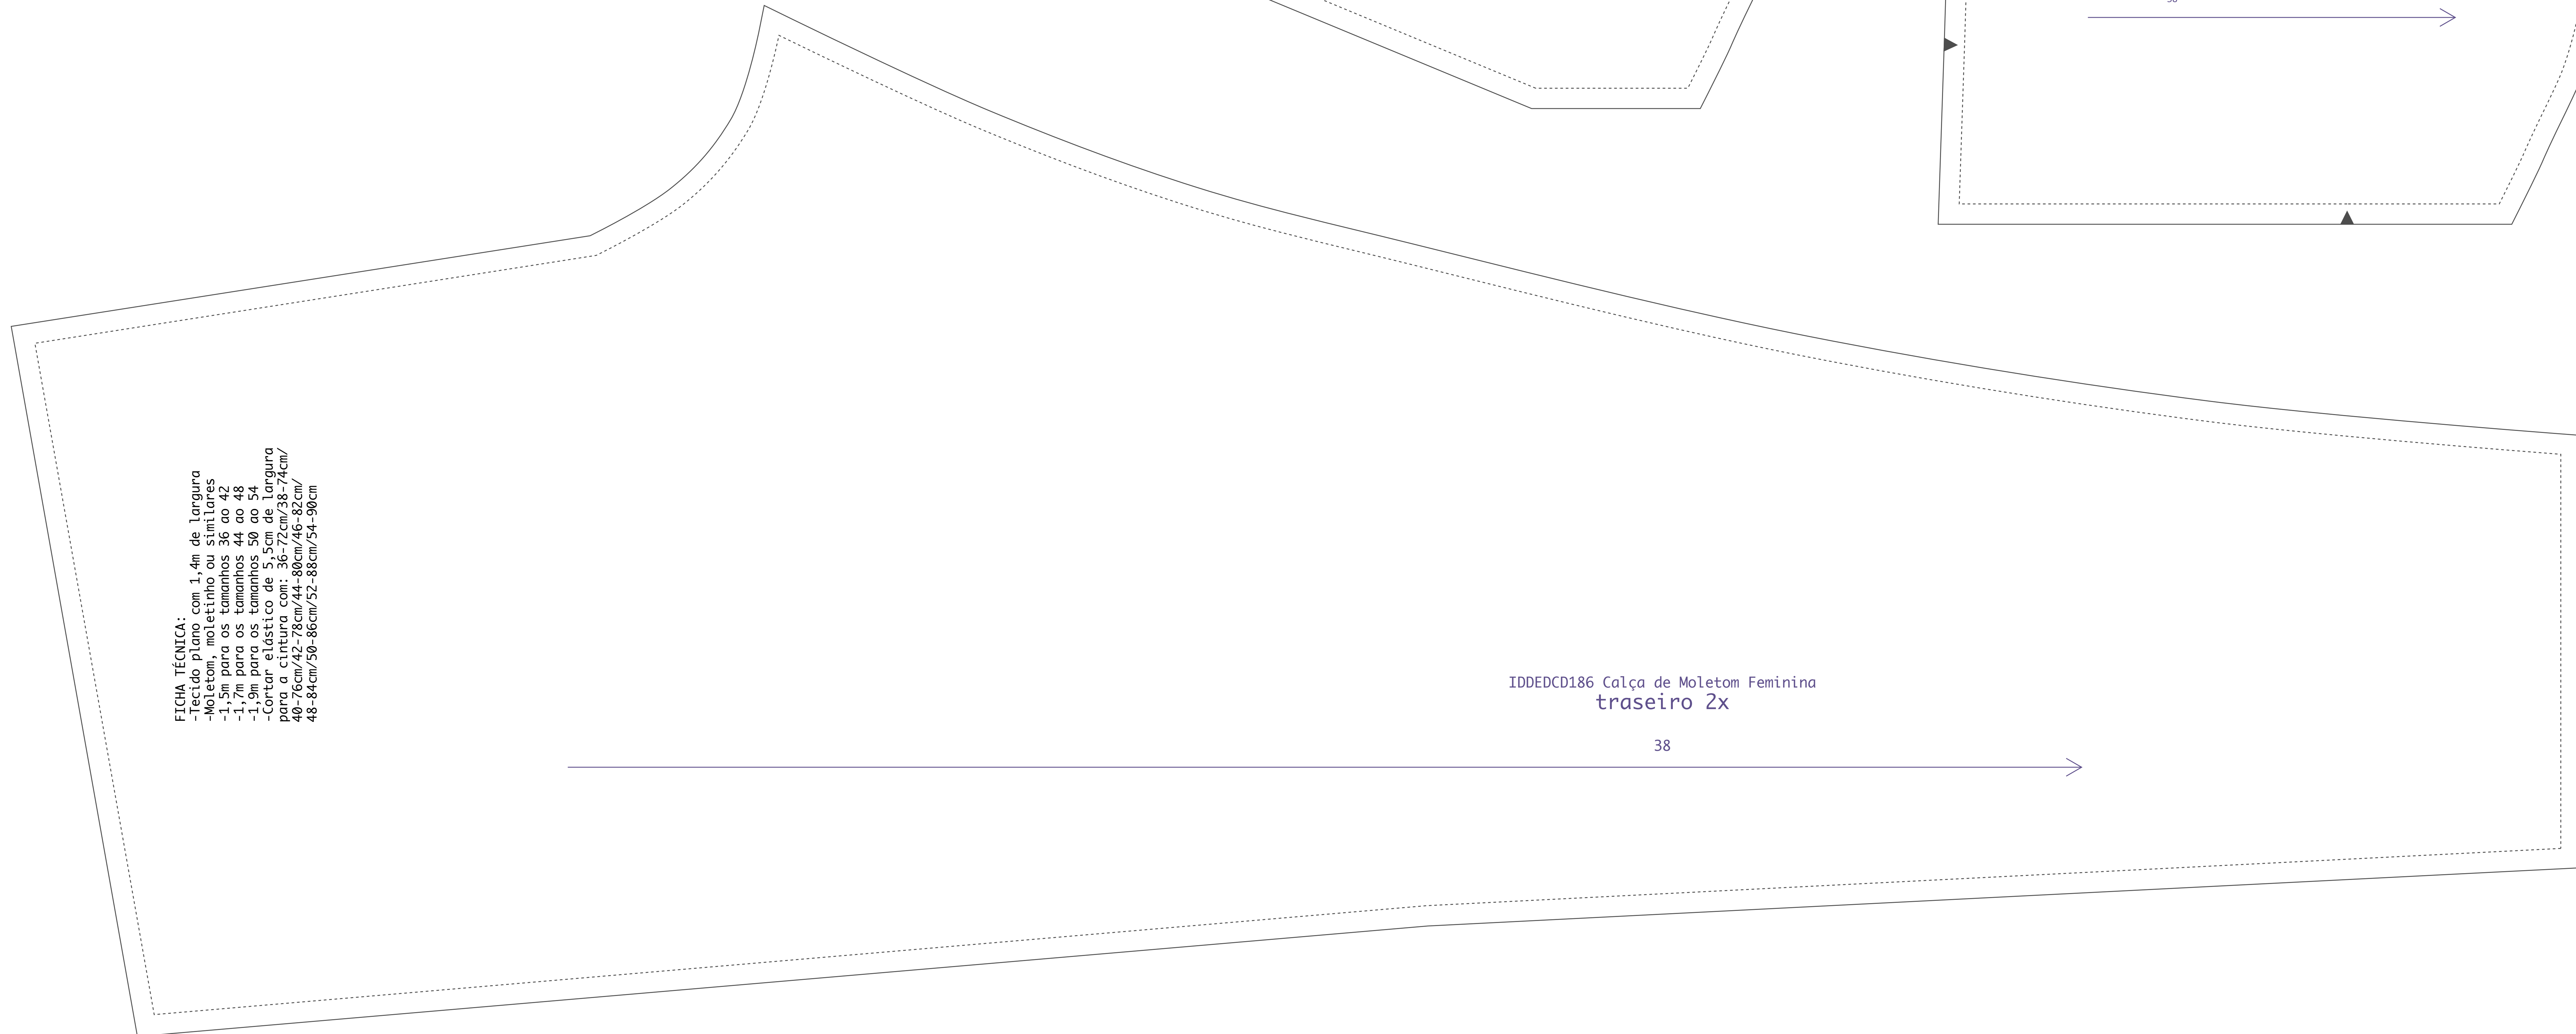 FICHA TÉCNICA:
-Tecido plano com 1,4m de largura
-Moletom, moletinho ou similares
-1,5m para os tamanhos 36 ao 42
-1,7m para os tamanhos 44 ao 48
-1,9m para os tamanhos 50 ao 54
-Cortar elástico de 5,5cm de largura
para a cintura com: 36-72cm/38-74cm/
40-76cm/42-78cm/44-80cm/46-82cm/
48-84cm/50-86cm/52-88cm/54-90cm
IDDEDCD186 Calça de Moletom Feminina
traseiro 2x
38